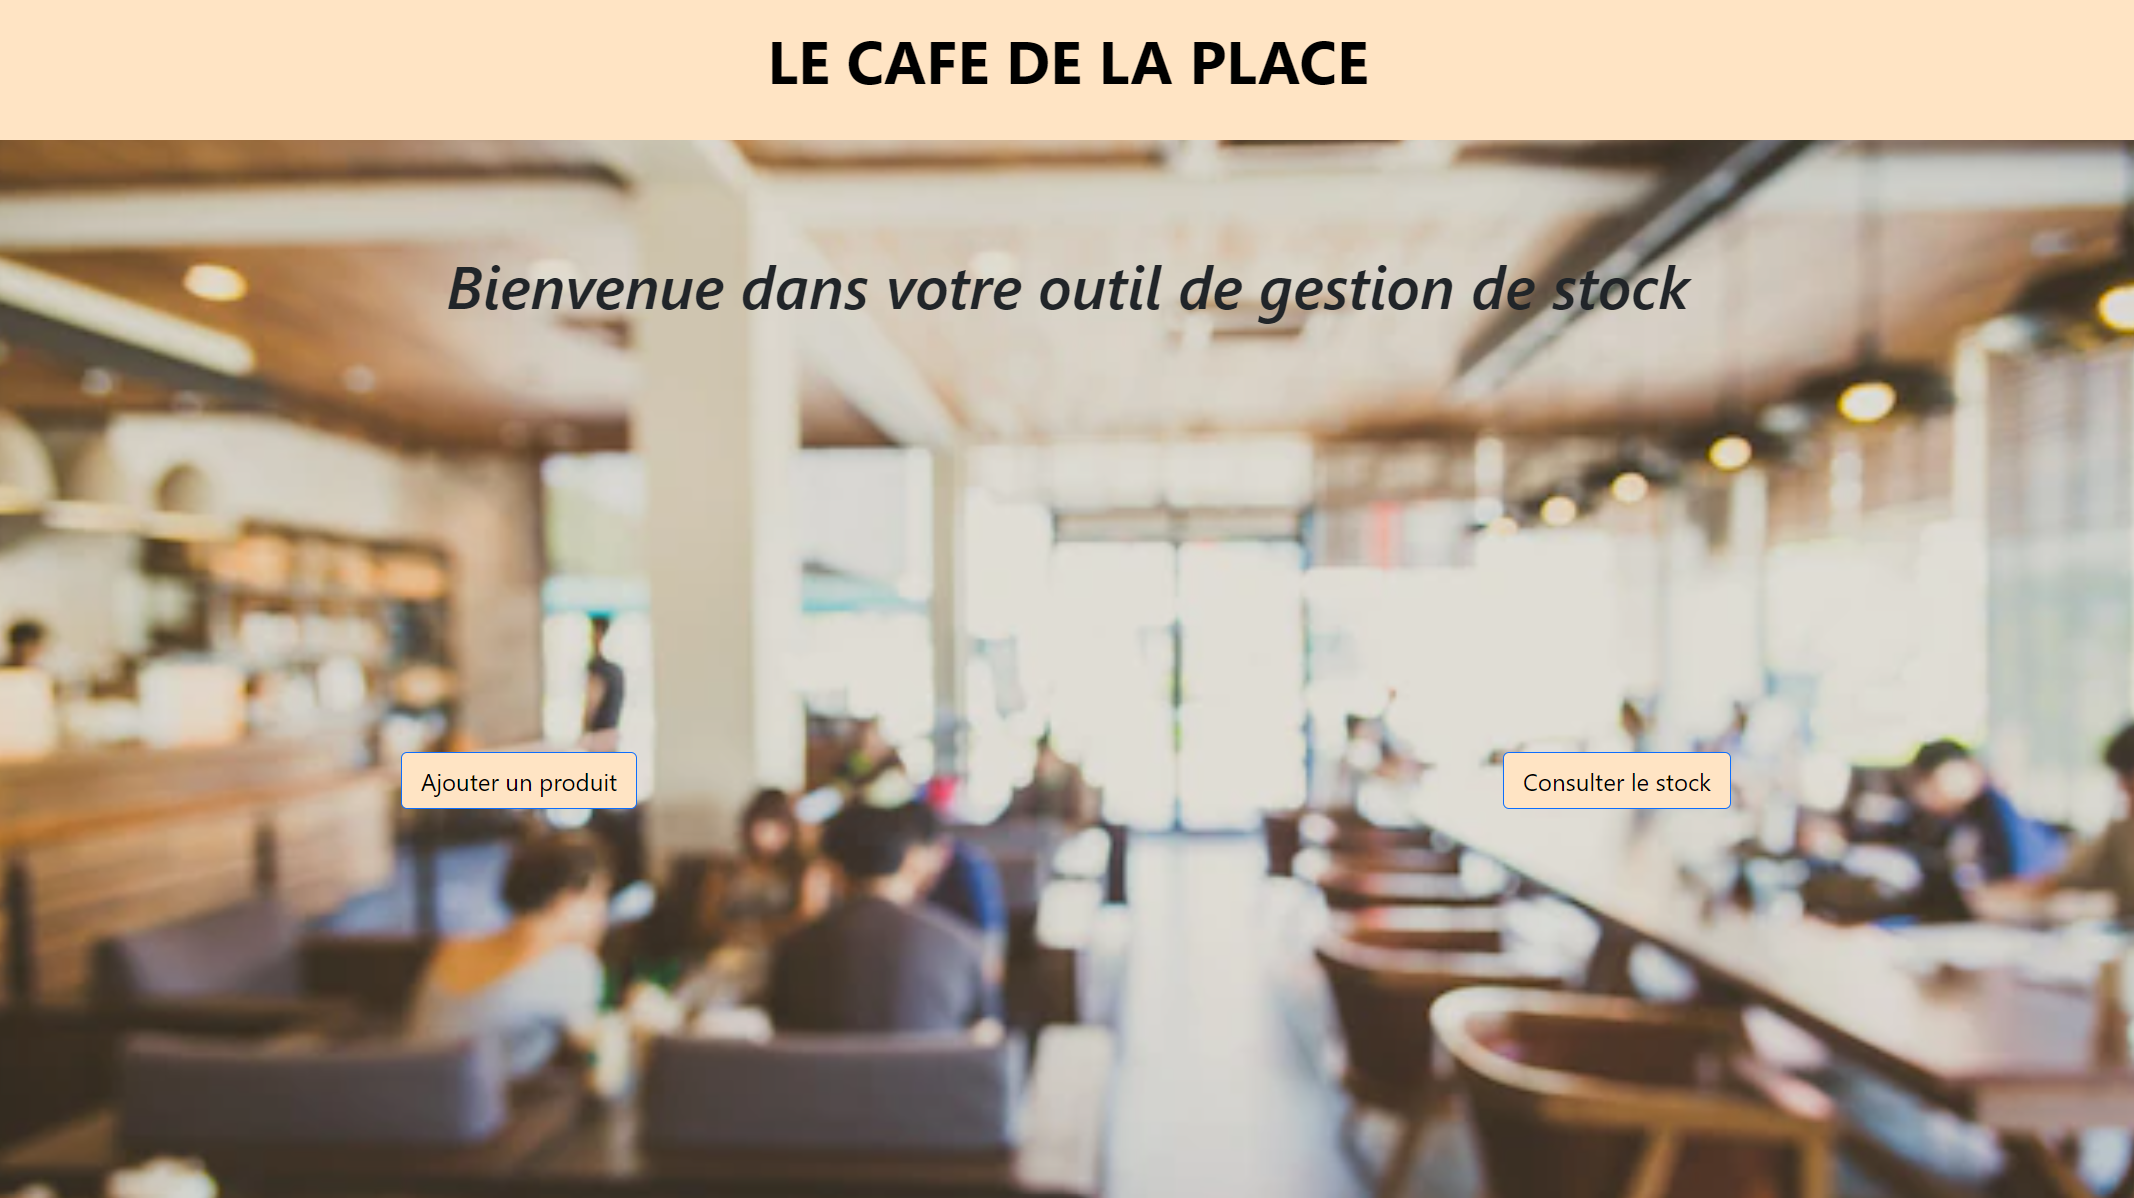 LE CAFE DE LA PLACE
Bienvenue dans votre outil de gestion de stock
Ajouter un produit
Consulter le stock